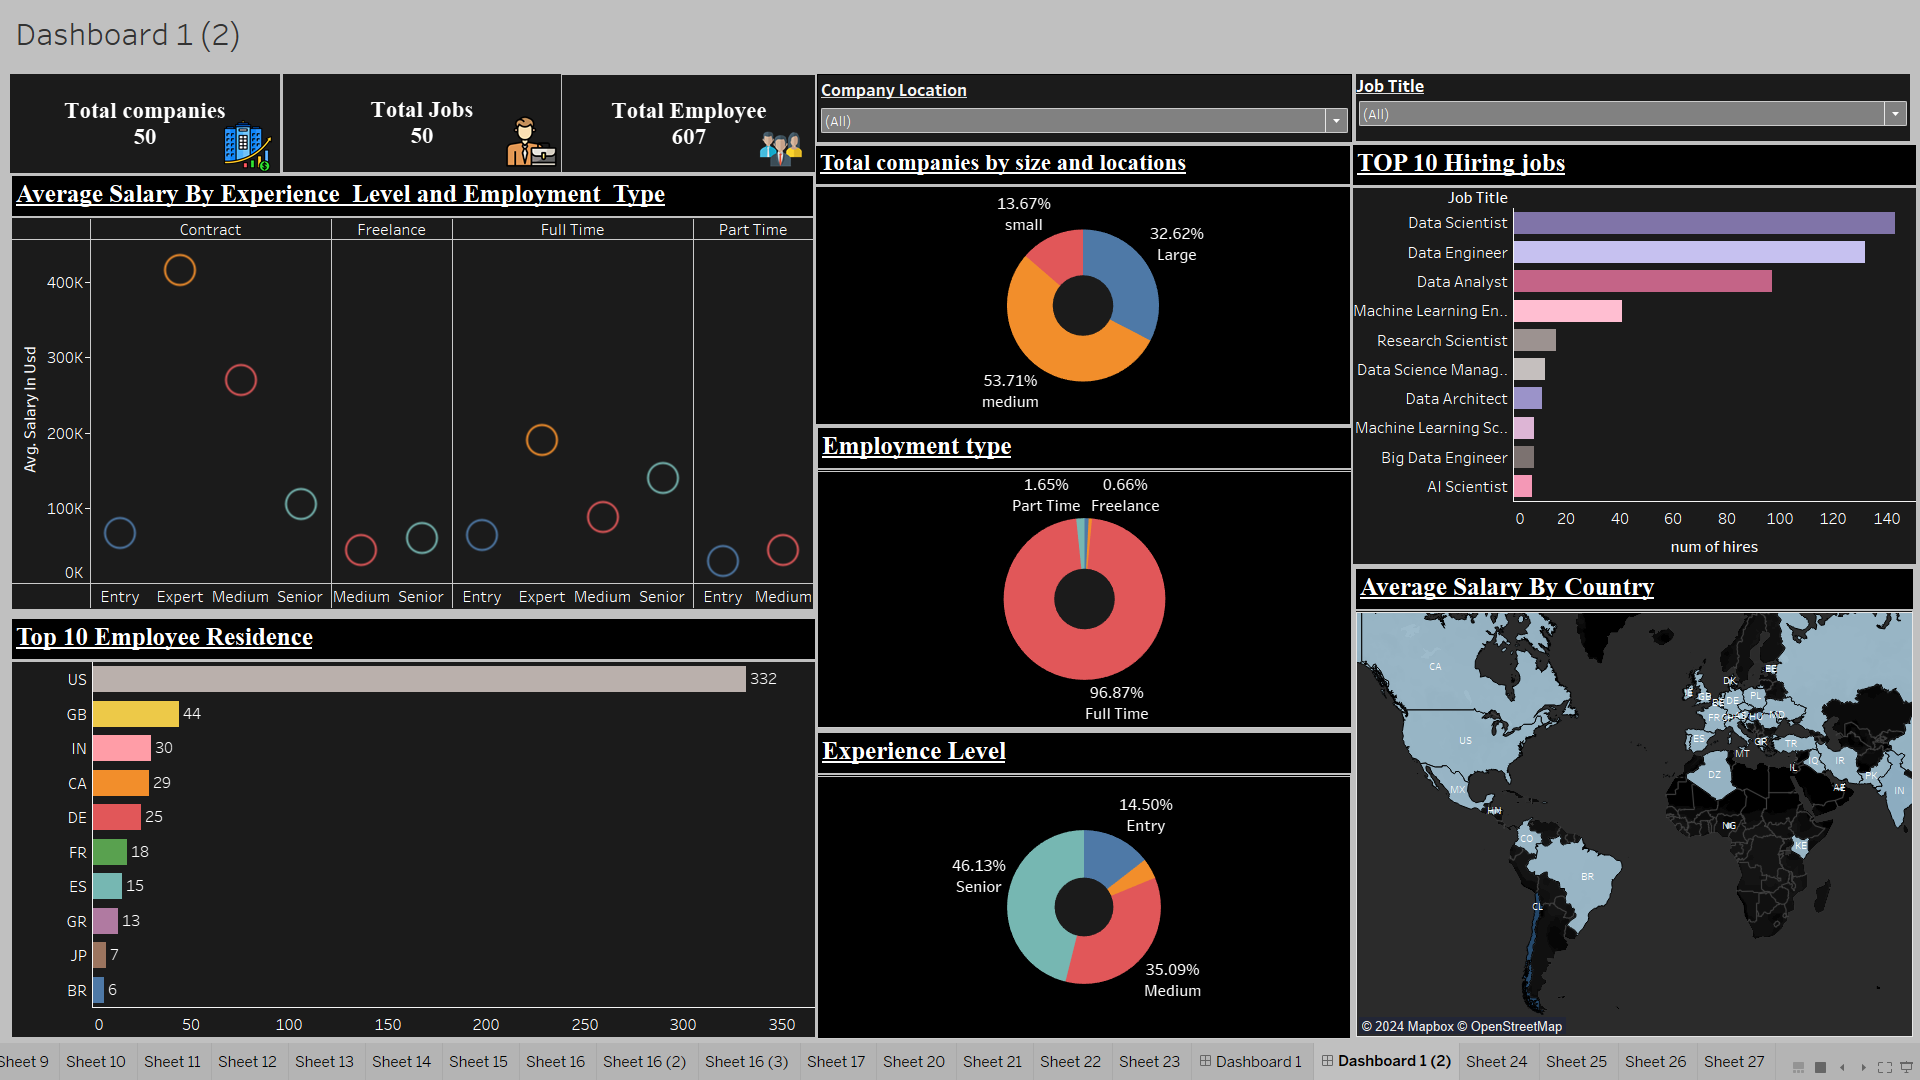 Dashboard 1 (2)
Total companies
50
Total Jobs
50
Total Employee
607
Company Location
(All)
Job Title
(All)
Average Salary By Experience Level and Employment Type
Contract
Freelance
Full Time
Part Time
Avg. Salary In Usd
400K
300K
200K
100K
0K
Entry
Expert
Medium
Senior
Medium
Senior
Entry
Expert
Medium
Senior
Entry
Medium
Top 10 Employee Residence
US 332
GB 44
IN 30
CA 29
DE 25
FR 18
ES 15
GR 13
JP 7
BR 6
0 50 100 150 200 250 300 350
Total companies by size and locations
13.67%
small
32.62%
Large
53.71%
medium
Employment type
1.65%
Part Time
0.66%
Freelance
96.87%
Full Time
Experience Level
14.50%
Entry
46.13%
Senior
35.09%
Medium
TOP 10 Hiring jobs
Job Title
Data Scientist
Data Engineer
Data Analyst
Machine Learning En..
Research Scientist
Data Science Manag..
Data Architect
Machine Learning Sc..
Big Data Engineer
AI Scientist
0 20 40 60 80 100 120 140
num of hires
Average Salary By Country
CA
US
MX
HN
CO
BR
CL
DK
GB
DE
PL
FR
HU
ES
GR
TR
MT
DZ
IL
IQ
IR
PK
AE
IN
NG
KE
© 2024 Mapbox © OpenStreetMap
Sheet 9
Sheet 10
Sheet 11
Sheet 12
Sheet 13
Sheet 14
Sheet 15
Sheet 16
Sheet 16 (2)
Sheet 16 (3)
Sheet 17
Sheet 20
Sheet 21
Sheet 22
Sheet 23
Dashboard 1
Dashboard 1 (2)
Sheet 24
Sheet 25
Sheet 26
Sheet 27